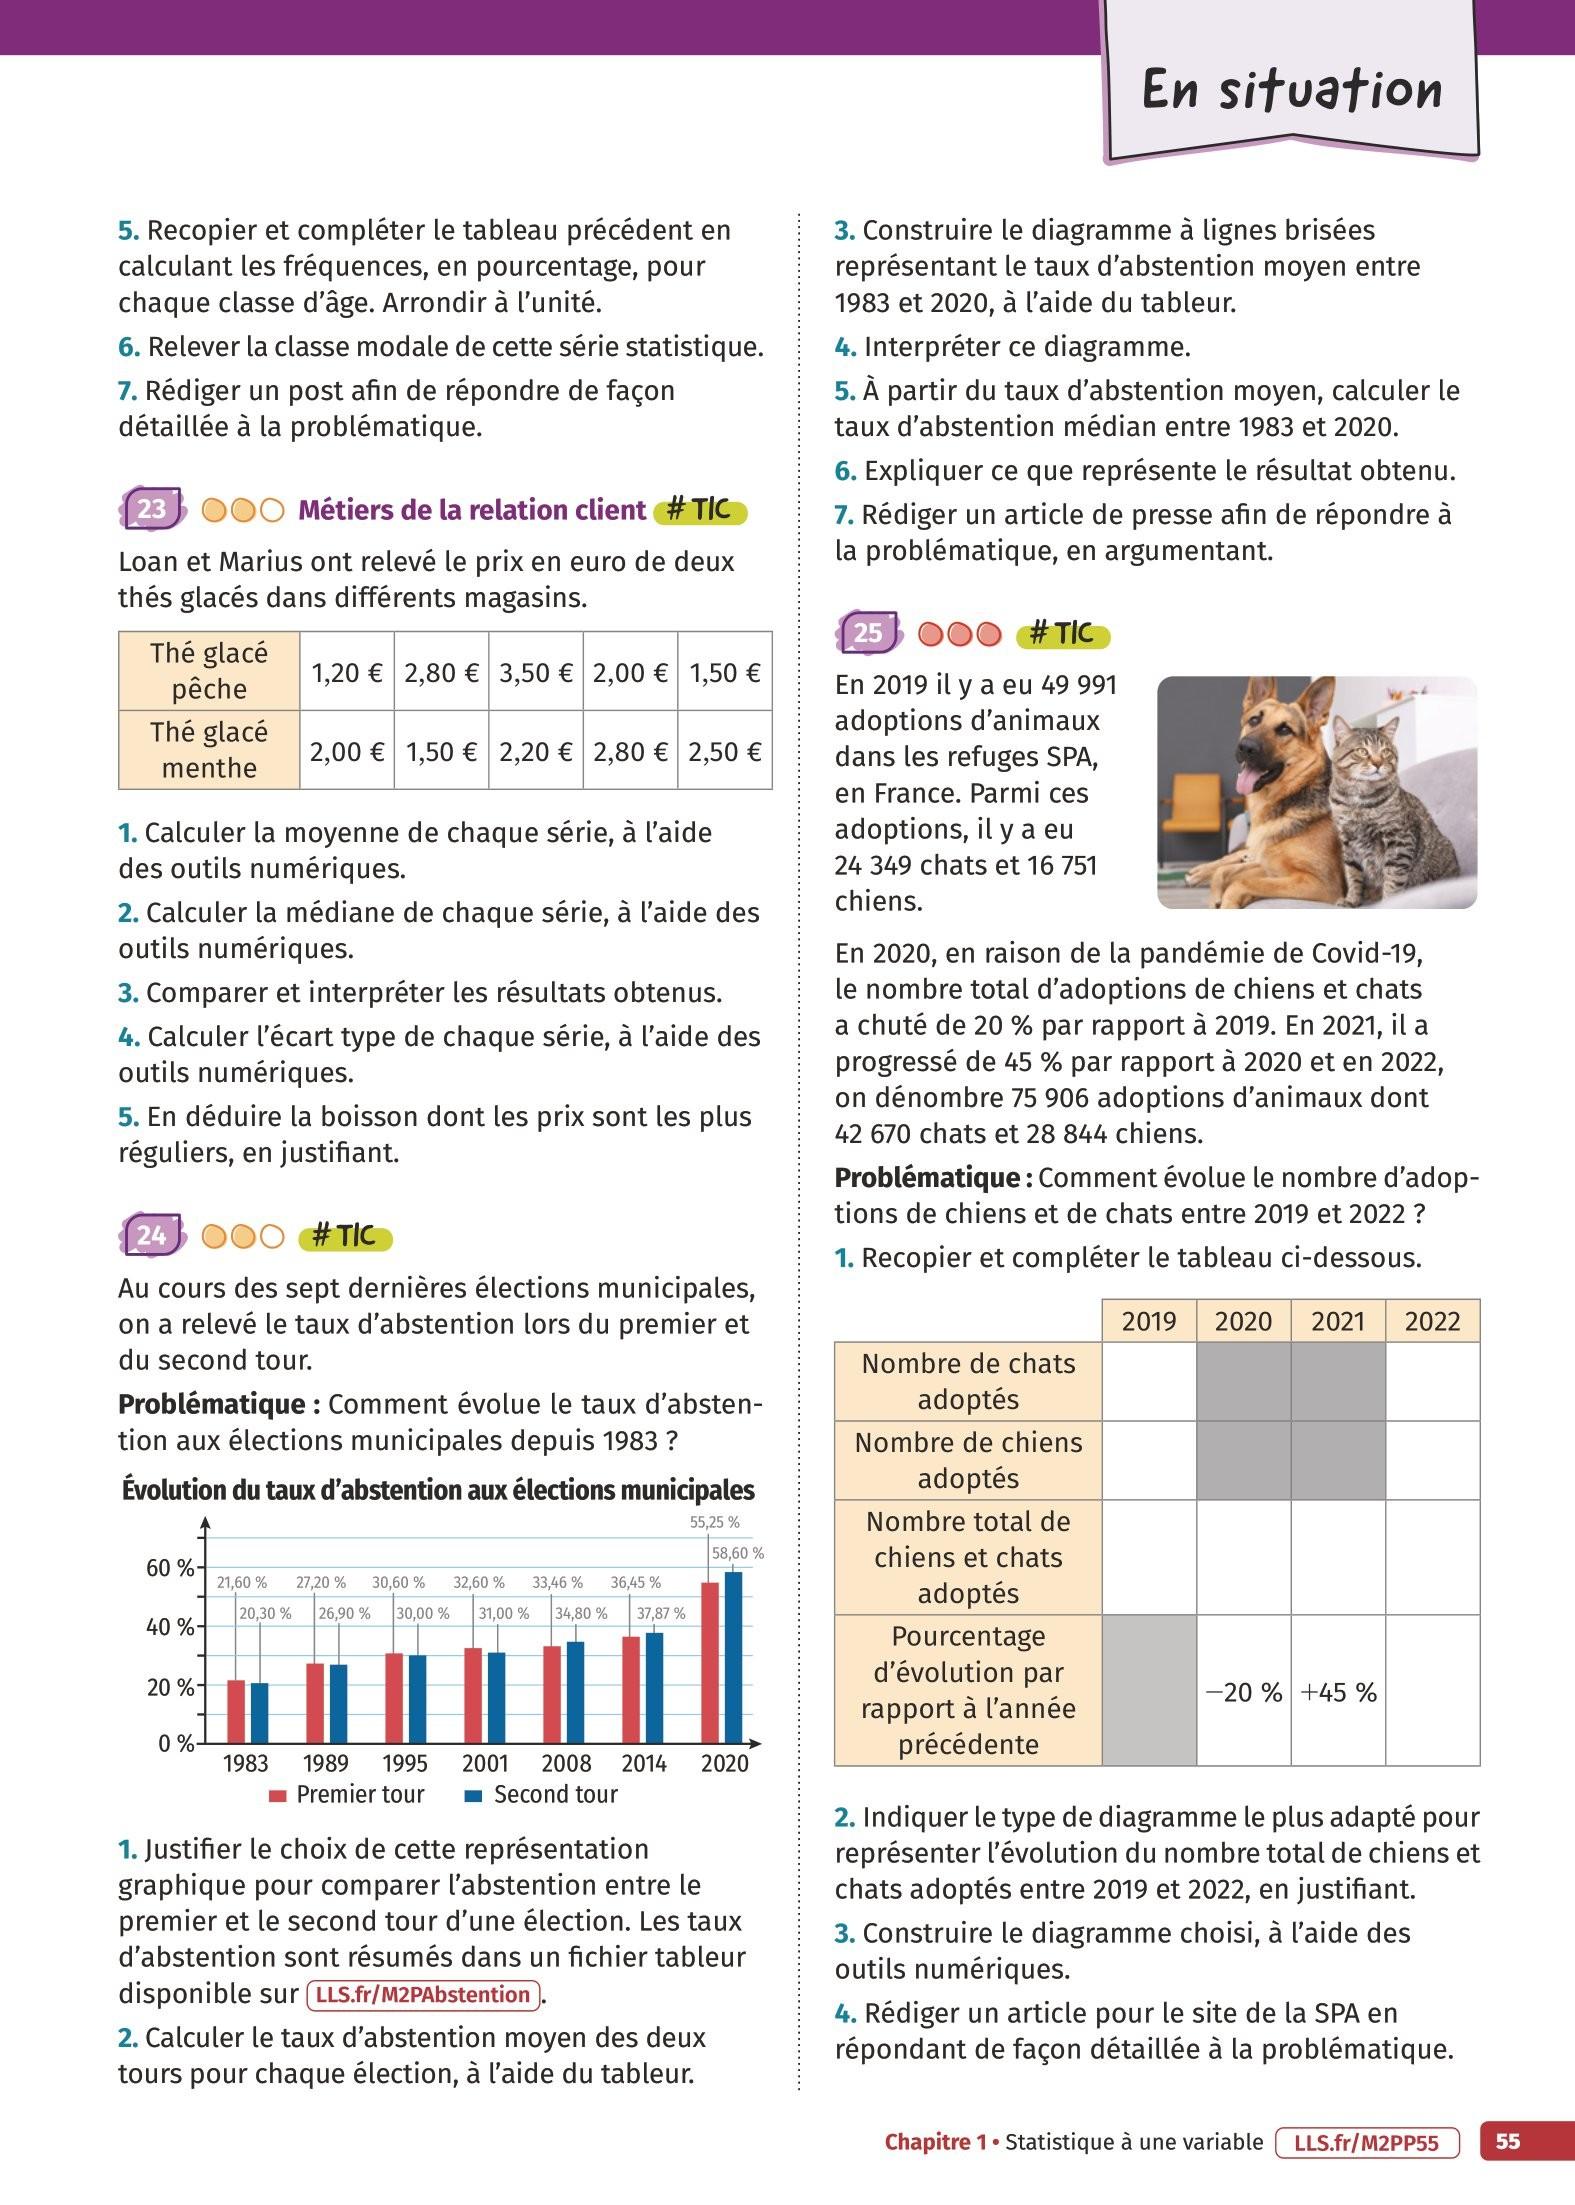 En situation
5. Recopier et compléter le tableau précédent en
calculant les fréquences, en pourcentage, pour
chaque classe d'âge. Arrondir à l'unité.
6. Relever la classe modale de cette série statistique.
7. Rédiger un post afin de répondre de façon
détaillée à la problématique.
23 Métiers de la relation client # TIC
Loan et Marius ont relevé le prix en euro de deux
thés glacés dans différents magasins.
Thé glacé
pêche
1,20 € 2,80 € 3,50 € 2,00 € 1,50 €
Thé glacé
menthe
2,00 € 1,50 € 2,20 € 2,80 € 2,50 €
1. Calculer la moyenne de chaque série, à l'aide
des outils numériques.
2. Calculer la médiane de chaque série, à l'aide des
outils numériques.
3. Comparer et interpréter les résultats obtenus.
4. Calculer l'écart type de chaque série, à l'aide des
outils numériques.
5. En déduire la boisson dont les prix sont les plus
réguliers, en justifiant.
24 # TIC
Au cours des sept dernières élections municipales,
on a relevé le taux d'abstention lors du premier et
du second tour.
Problématique : Comment évolue le taux d'absten-
tion aux élections municipales depuis 1983 ?
Évolution du taux d'abstention aux élections municipales
55,25 %
58,60 %
60 %
21,60 % 27,20 % 30,60 % 32,60 % 33,46 % 36,45 %
20,30 % 26,90 % 30,00 % 31,00 % 34,80 % 37,87 %
40 %
20 %
0 %
1983 1989 1995 2001 2008 2014 2020
Premier tour Second tour
1. Justifier le choix de cette représentation
graphique pour comparer l'abstention entre le
premier et le second tour d'une élection. Les taux
d'abstention sont résumés dans un fichier tableur
disponible sur LLS.fr/M2PAbstention.
2. Calculer le taux d'abstention moyen des deux
tours pour chaque élection, à l'aide du tableur.
3. Construire le diagramme à lignes brisées
représentant le taux d'abstention moyen entre
1983 et 2020, à l'aide du tableur.
4. Interpréter ce diagramme.
5. À partir du taux d'abstention moyen, calculer le
taux d'abstention médian entre 1983 et 2020.
6. Expliquer ce que représente le résultat obtenu.
7. Rédiger un article de presse afin de répondre à
la problématique, en argumentant.
25 # TIC
En 2019 il y a eu 49 991
adoptions d'animaux
dans les refuges SPA,
en France. Parmi ces
adoptions, il y a eu
24 349 chats et 16 751
chiens.
En 2020, en raison de la pandémie de Covid-19,
le nombre total d'adoptions de chiens et chats
a chuté de 20 % par rapport à 2019. En 2021, il a
progressé de 45 % par rapport à 2020 et en 2022,
on dénombre 75 906 adoptions d'animaux dont
42 670 chats et 28 844 chiens.
Problématique : Comment évolue le nombre d'adop-
tions de chiens et de chats entre 2019 et 2022 ?
1. Recopier et compléter le tableau ci-dessous.
2019 2020 2021 2022
Nombre de chats
adoptés
Nombre de chiens
adoptés
Nombre total de
chiens et chats
adoptés
Pourcentage
d'évolution par
rapport à l'année
précédente
−20 % +45 %
2. Indiquer le type de diagramme le plus adapté pour
représenter l'évolution du nombre total de chiens et
chats adoptés entre 2019 et 2022, en justifiant.
3. Construire le diagramme choisi, à l'aide des
outils numériques.
4. Rédiger un article pour le site de la SPA en
répondant de façon détaillée à la problématique.
Chapitre 1 • Statistique à une variable LLS.fr/M2PP55 55